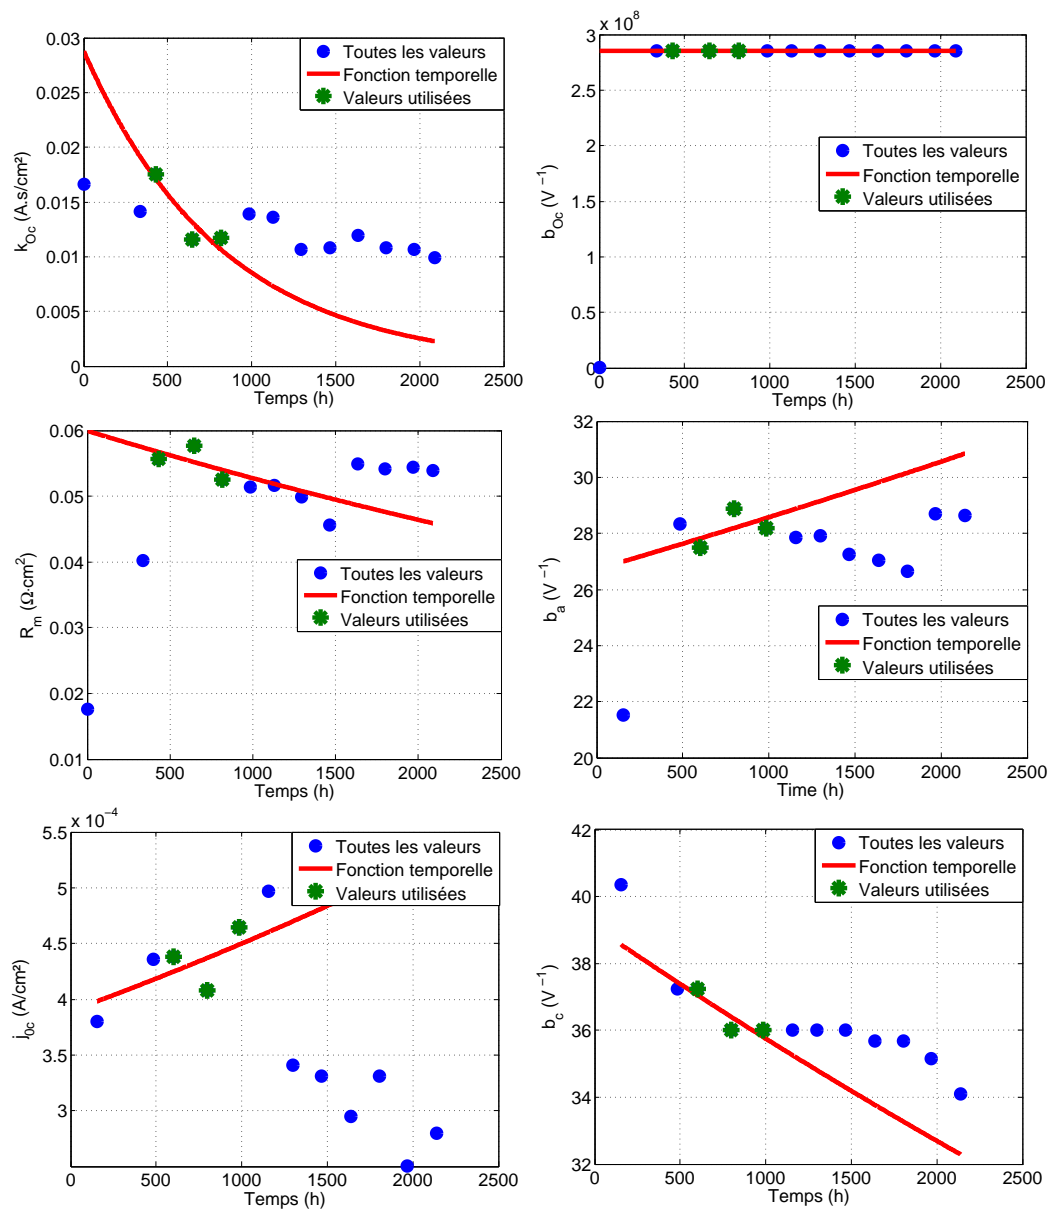 0.03
0.025
0.02
0.015
0.01
0.005
0
k_Oc (A.s/cm²)
Toutes les valeurs
Fonction temporelle
Valeurs utilisées
0 500 1000 1500 2000 2500
Temps (h)
x 10^8
3
2.5
2
1.5
1
0.5
0
b_Oc (V^−1)
Toutes les valeurs
Fonction temporelle
Valeurs utilisées
0 500 1000 1500 2000 2500
Temps (h)
0.06
0.05
0.04
0.03
0.02
0.01
R_m (Ω·cm²)
Toutes les valeurs
Fonction temporelle
Valeurs utilisées
0 500 1000 1500 2000 2500
Temps (h)
32
30
28
26
24
22
20
b_a (V^−1)
Toutes les valeurs
Fonction temporelle
Valeurs utilisées
0 500 1000 1500 2000 2500
Time (h)
x 10^−4
5.5
5
4.5
4
3.5
3
j_0c (A/cm²)
Toutes les valeurs
Fonction temporelle
Valeurs utilisées
0 500 1000 1500 2000 2500
Temps (h)
42
40
38
36
34
32
b_c (V^−1)
Toutes les valeurs
Fonction temporelle
Valeurs utilisées
0 500 1000 1500 2000 2500
Temps (h)